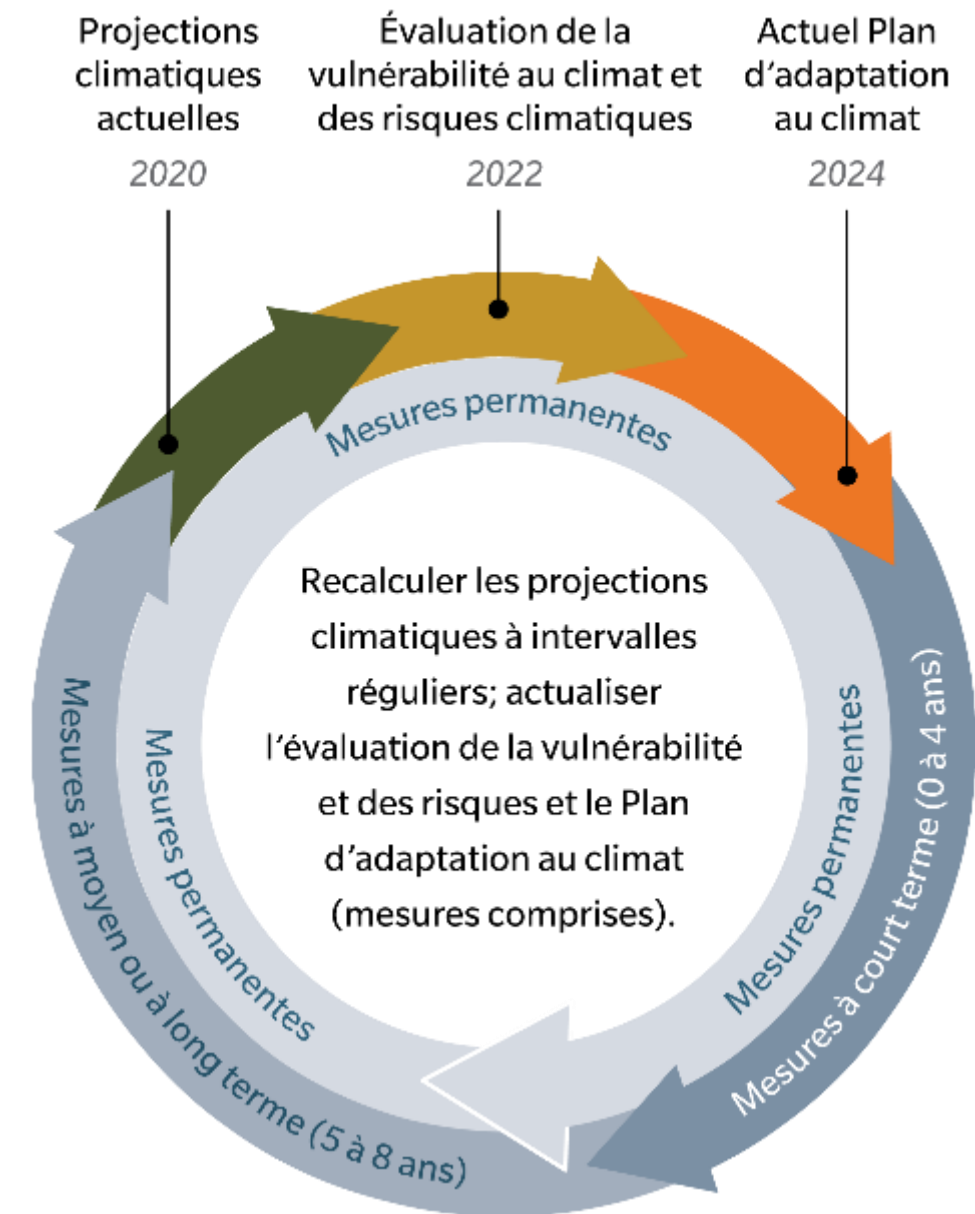 Projections
climatiques
actuelles
2020
Évaluation de la
vulnérabilité au climat et
des risques climatiques
2022
Actuel Plan
d’adaptation
au climat
2024
Mesures permanentes
Recalculer les projections
climatiques à intervalles
réguliers; actualiser
l’évaluation de la vulnérabilité
et des risques et le Plan
d’adaptation au climat
(mesures comprises).
Mesures permanentes
Mesures à court terme (0 à 4 ans)
Mesures permanentes
Mesures à moyen ou à long terme (5 à 8 ans)